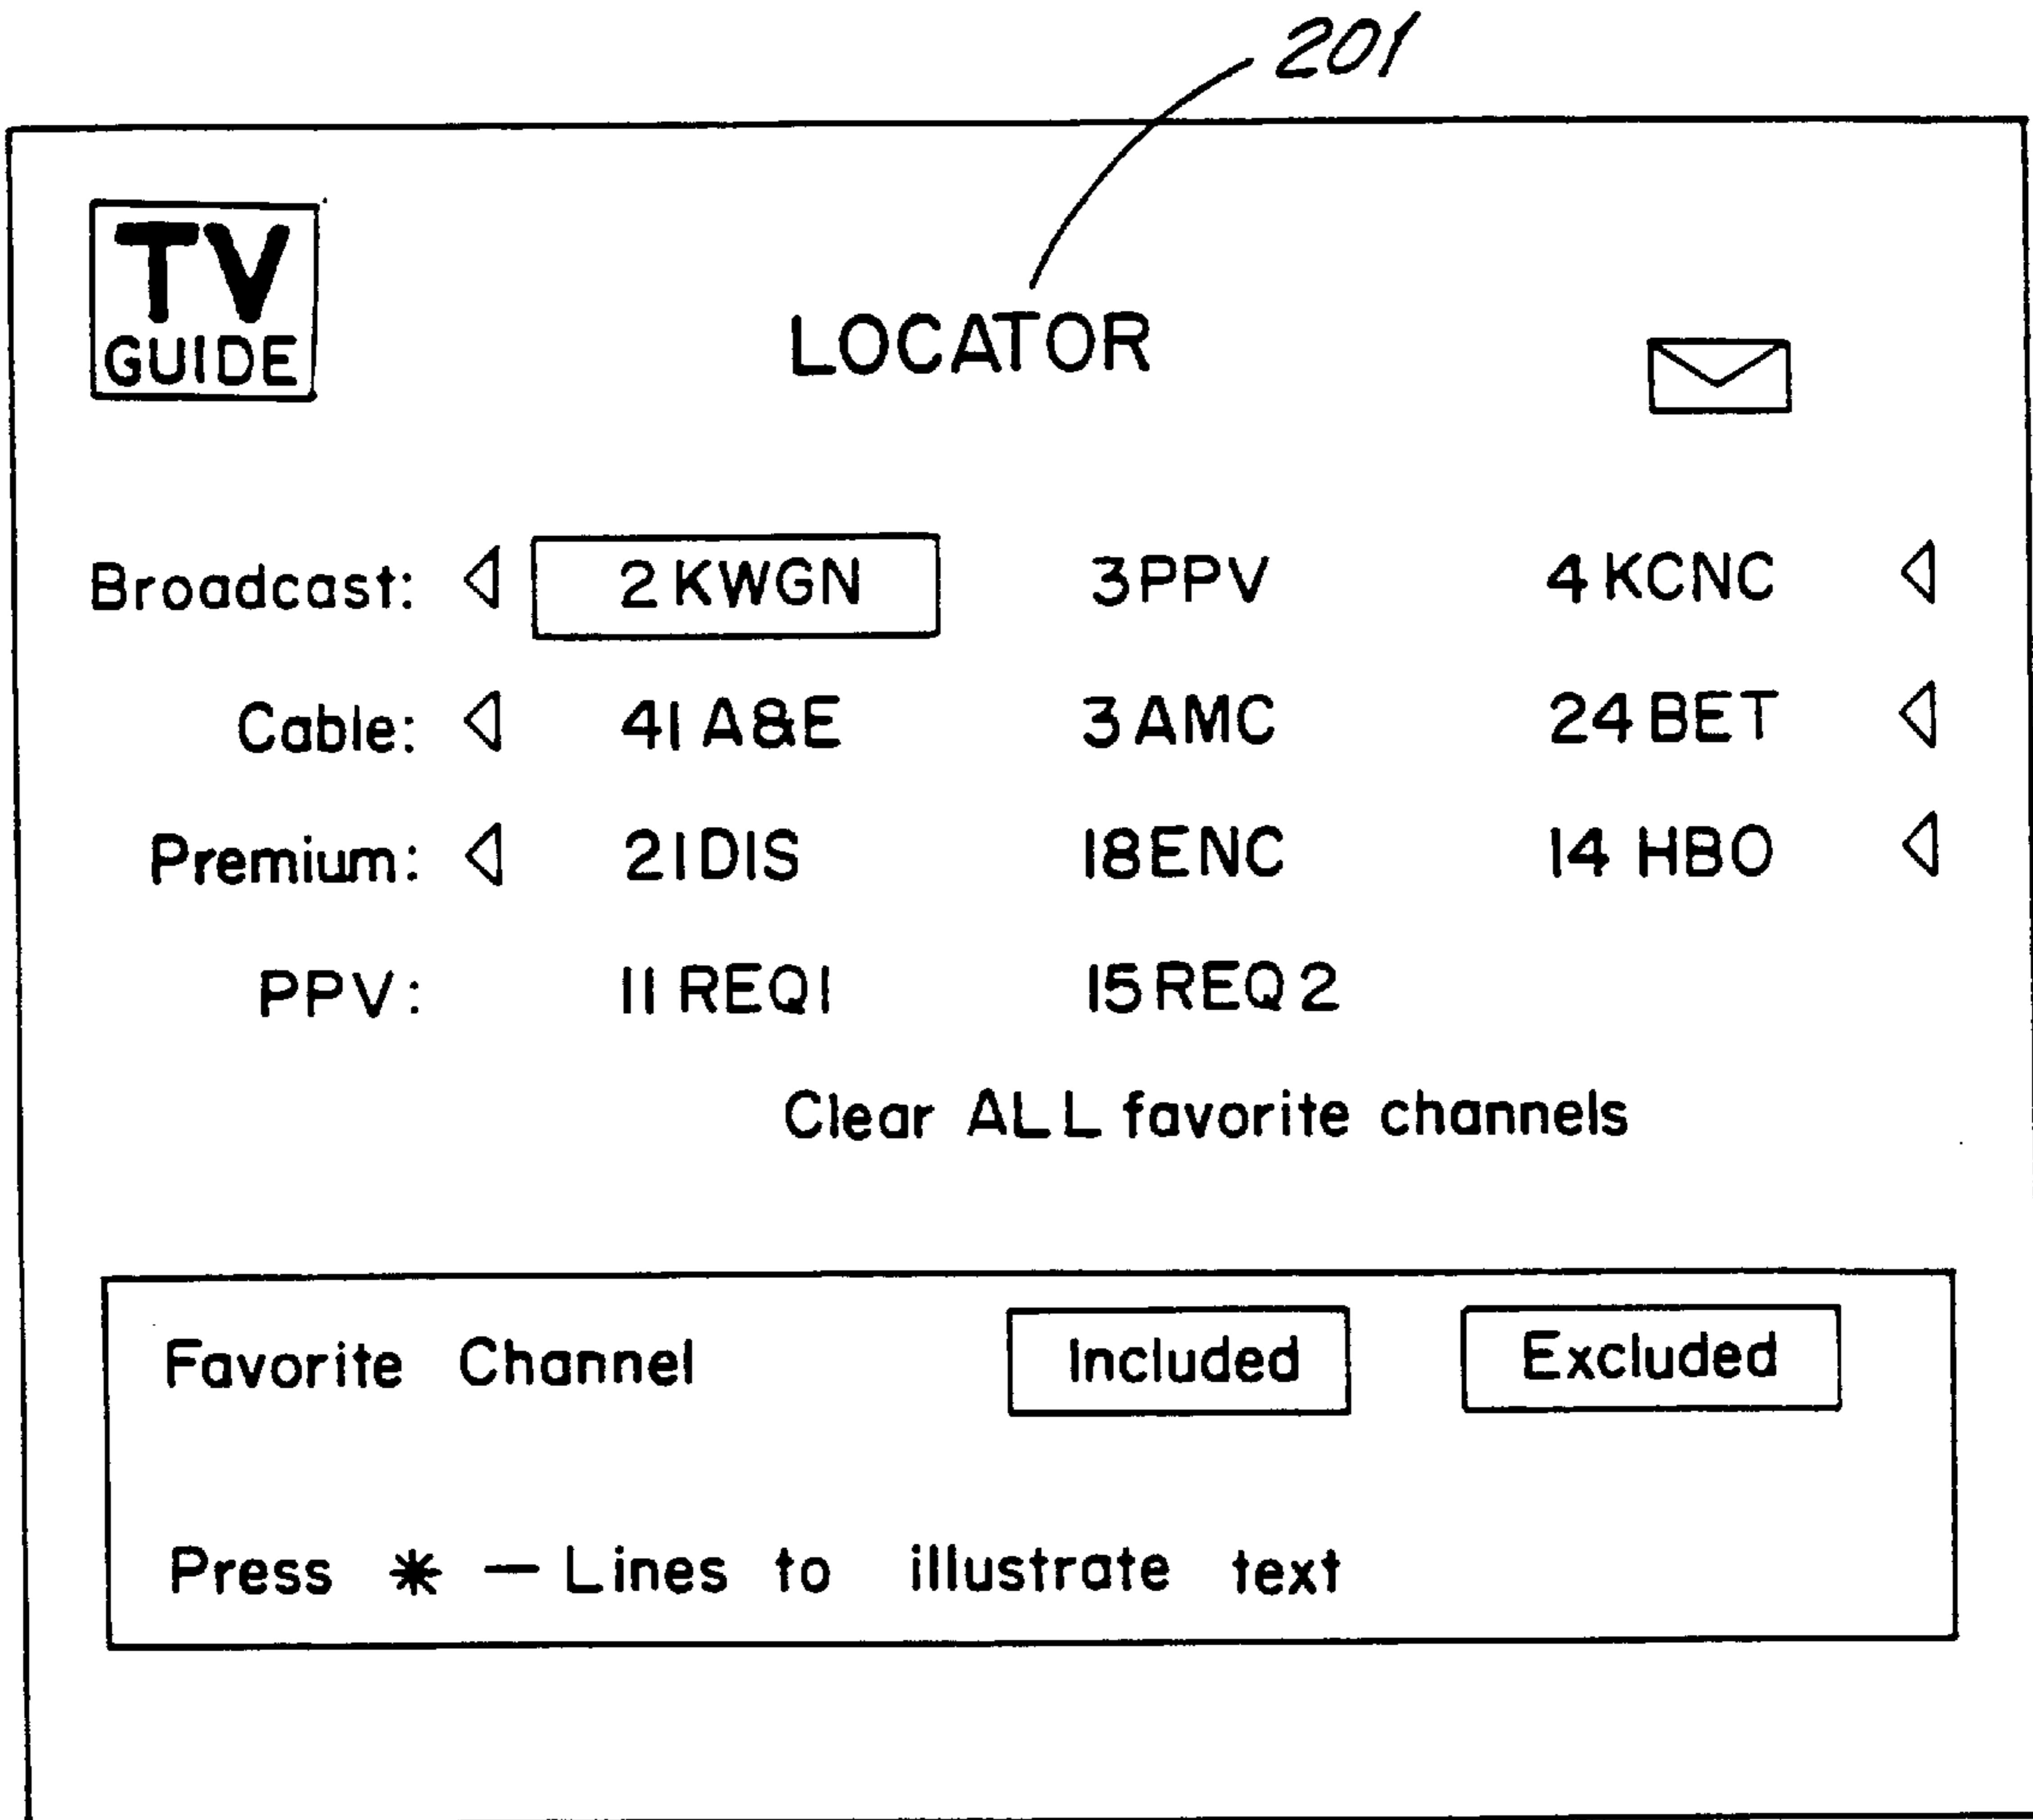 201
TV
GUIDE
LOCATOR
Broadcast: 2 KWGN 3 PPV 4 KCNC
Cable: 41 A&E 3 AMC 24 BET
Premium: 21 DIS 18 ENC 14 HBO
PPV: 11 REQ1 15 REQ 2
Clear ALL favorite channels
Favorite Channel Included Excluded
Press * — Lines to illustrate text